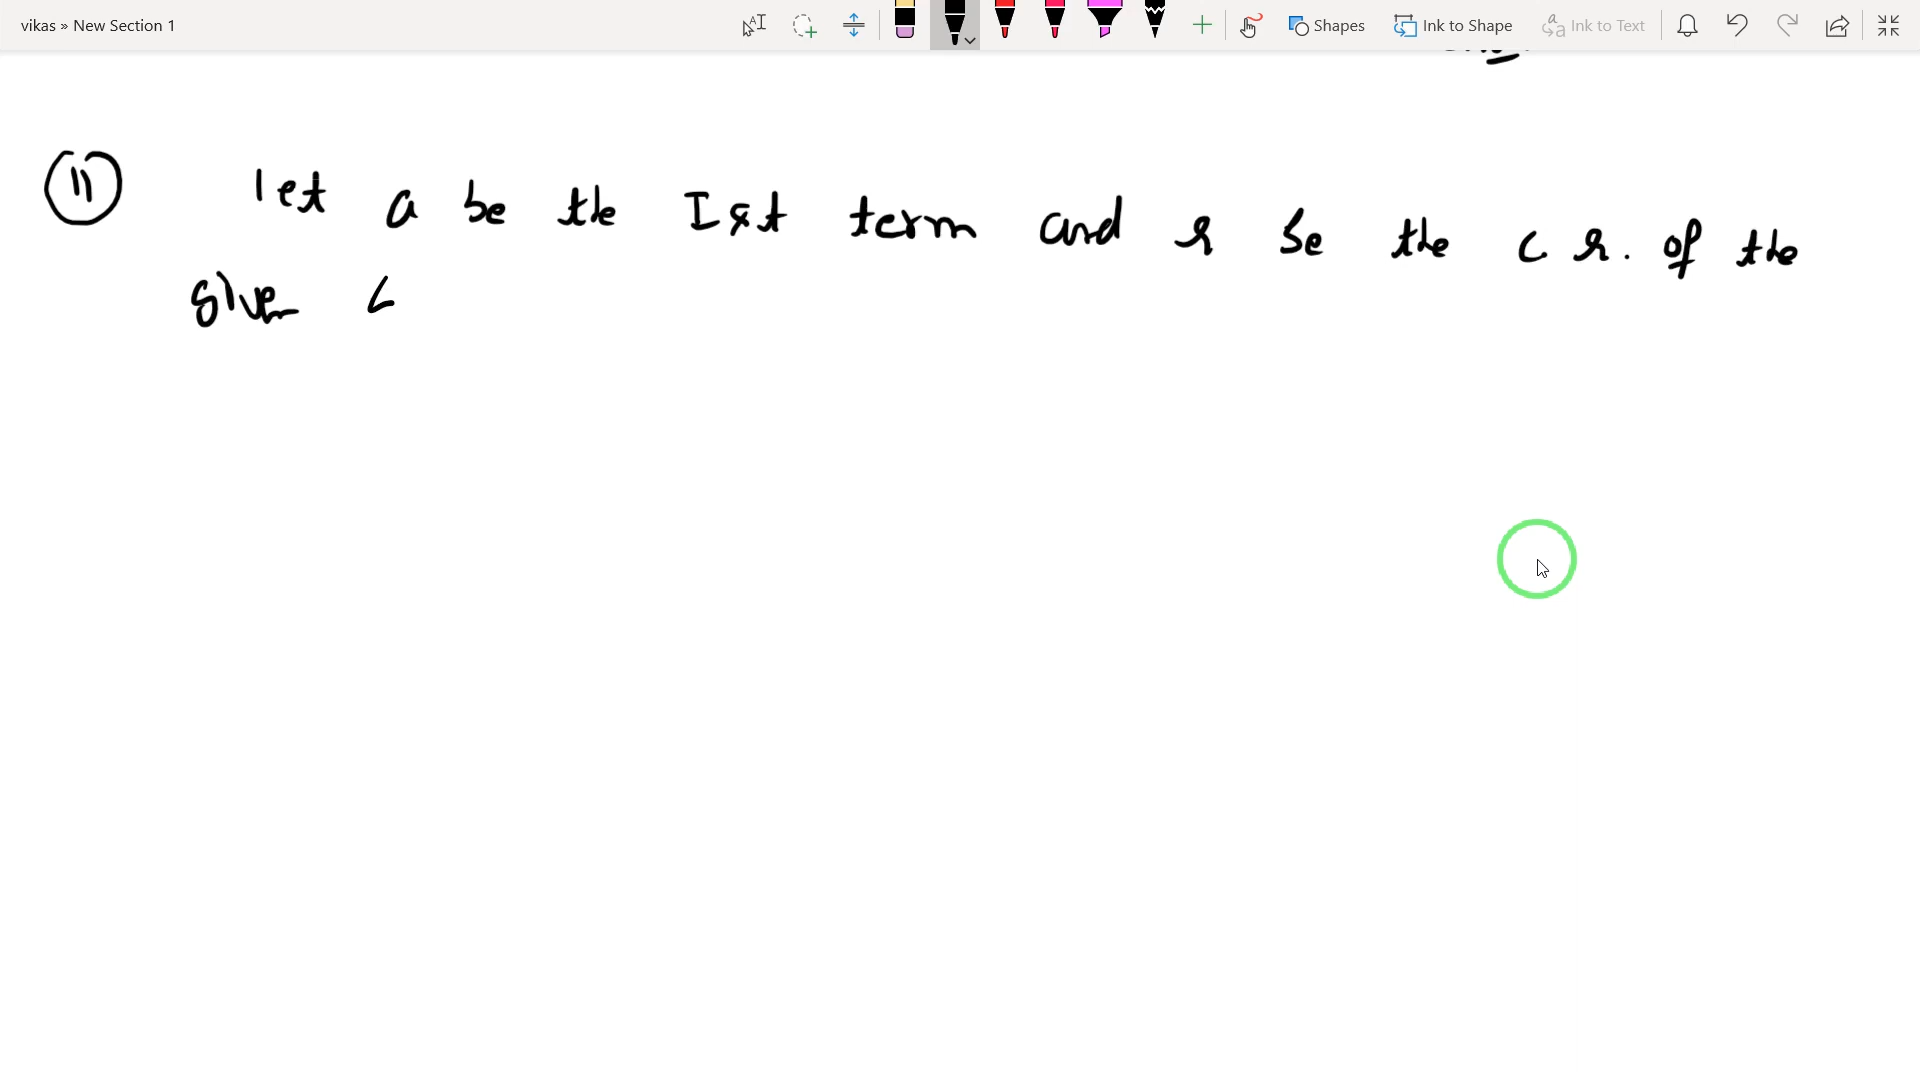 vikas » New Section 1
Shapes
Ink to Shape
Ink to Text
11
let a be the Ist term and r be the c r. of the
given